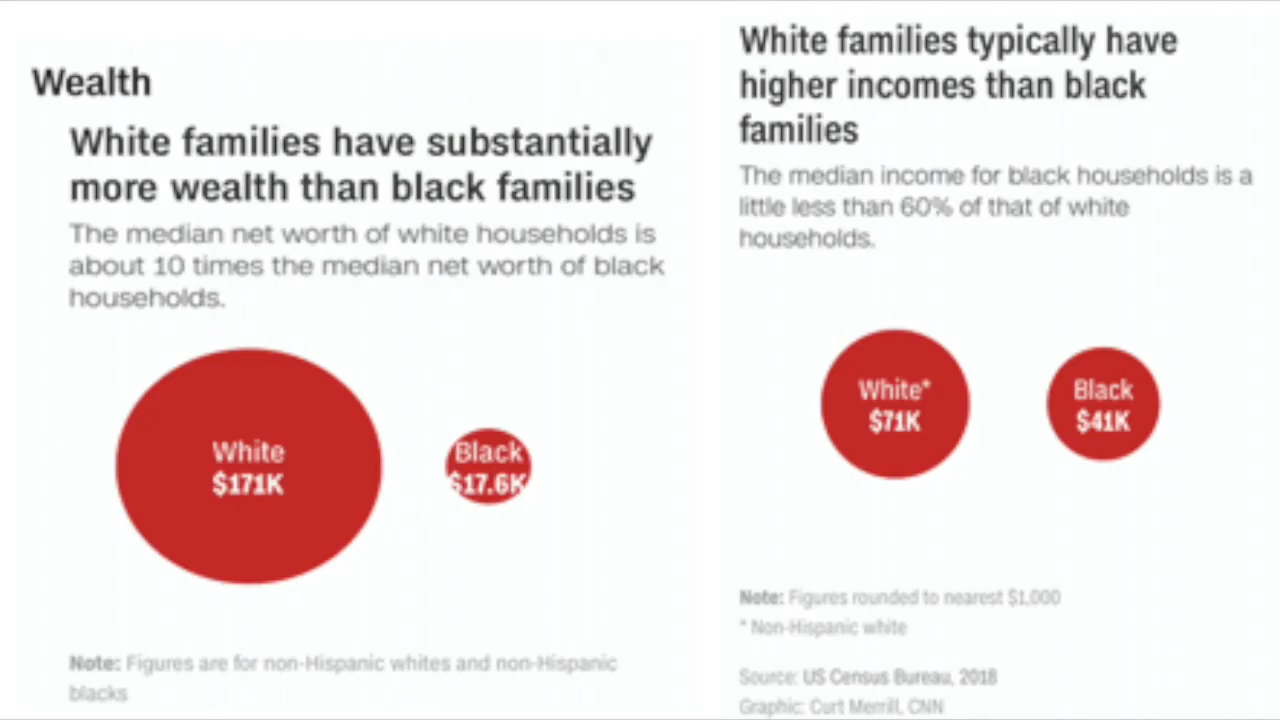 Wealth
White families have substantially
more wealth than black families
The median net worth of white households is
about 10 times the median net worth of black
households.
White
$171K
Black
$17.6K
Note: Figures are for non-Hispanic whites and non-Hispanic
blacks
White families typically have
higher incomes than black
families
The median income for black households is a
little less than 60% of that of white
households.
White*
$71K
Black
$41K
Note: Figures rounded to nearest $1,000
* Non-Hispanic white
Source: US Census Bureau, 2018
Graphic: Curt Merrill, CNN